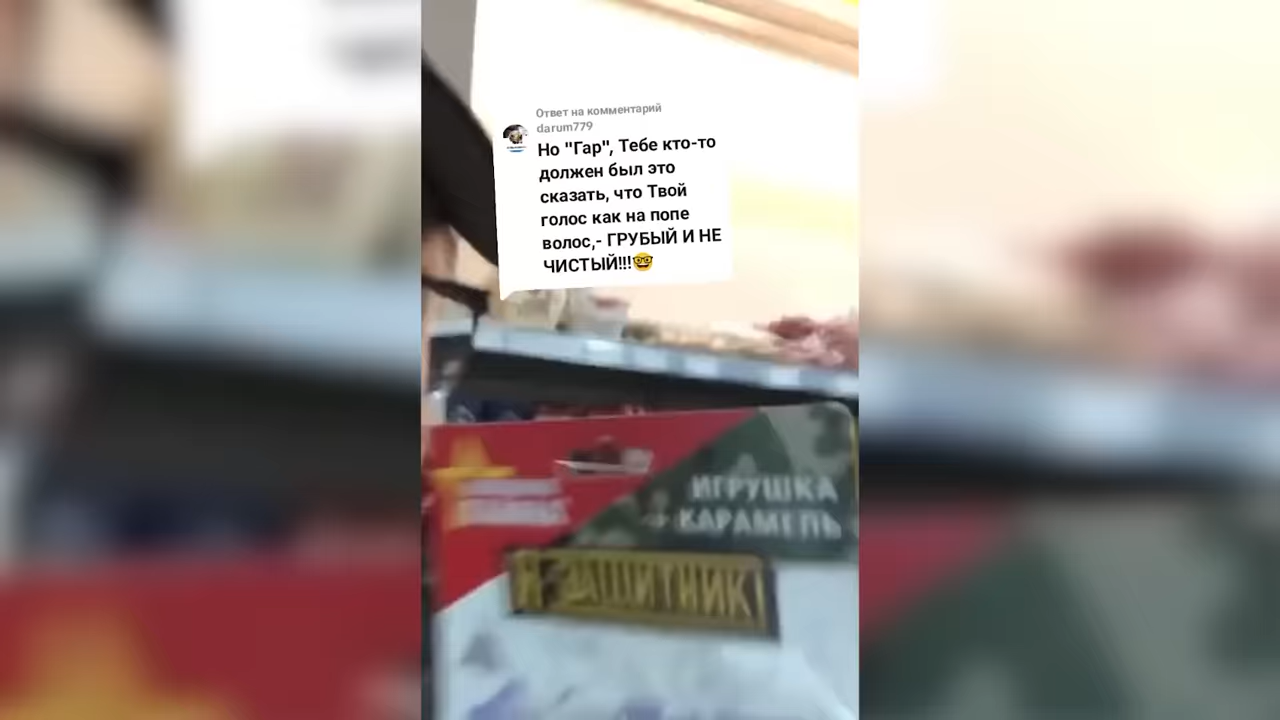 Ответ на комментарий
darum779
Но "Гар", Тебе кто-то
должен был это
сказать, что Твой
голос как на попе
волос,- ГРУБЫЙ И НЕ
ЧИСТЫЙ!!!🤓
ИГРУШКА
КАРАМЕЛЬ
Я ЗАЩИТНИК!